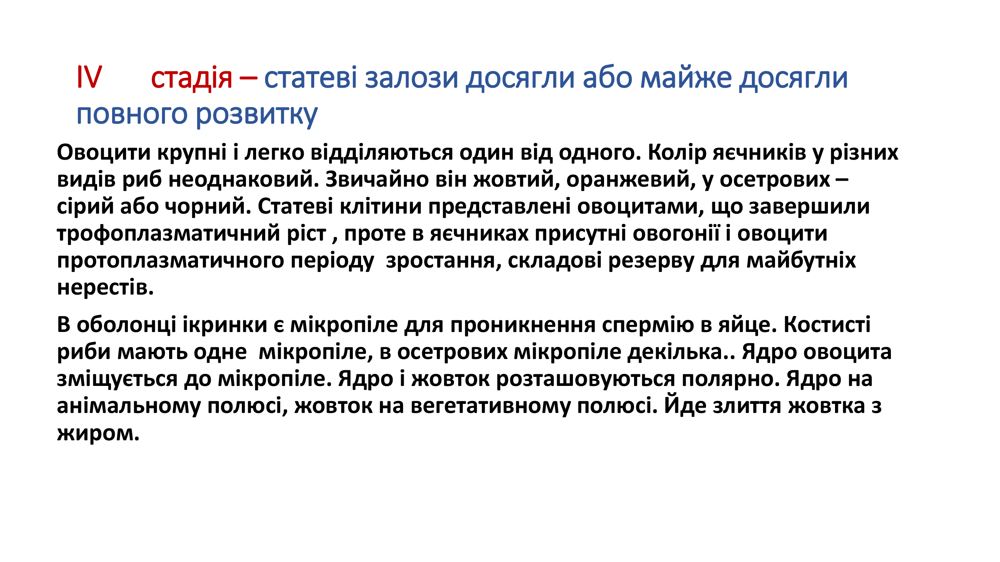 IV стадія – статеві залози досягли або майже досягли
повного розвитку
Овоцити крупні і легко відділяються один від одного. Колір яєчників у різних
видів риб неоднаковий. Звичайно він жовтий, оранжевий, у осетрових –
сірий або чорний. Статеві клітини представлені овоцитами, що завершили
трофоплазматичний ріст , проте в яєчниках присутні овогонії і овоцити
протоплазматичного періоду  зростання, складові резерву для майбутніх
нерестів.
В оболонці ікринки є мікропіле для проникнення спермію в яйце. Костисті
риби мають одне  мікропіле, в осетрових мікропіле декілька.. Ядро овоцита
зміщується до мікропіле. Ядро і жовток розташовуються полярно. Ядро на
анімальному полюсі, жовток на вегетативному полюсі. Йде злиття жовтка з
жиром.